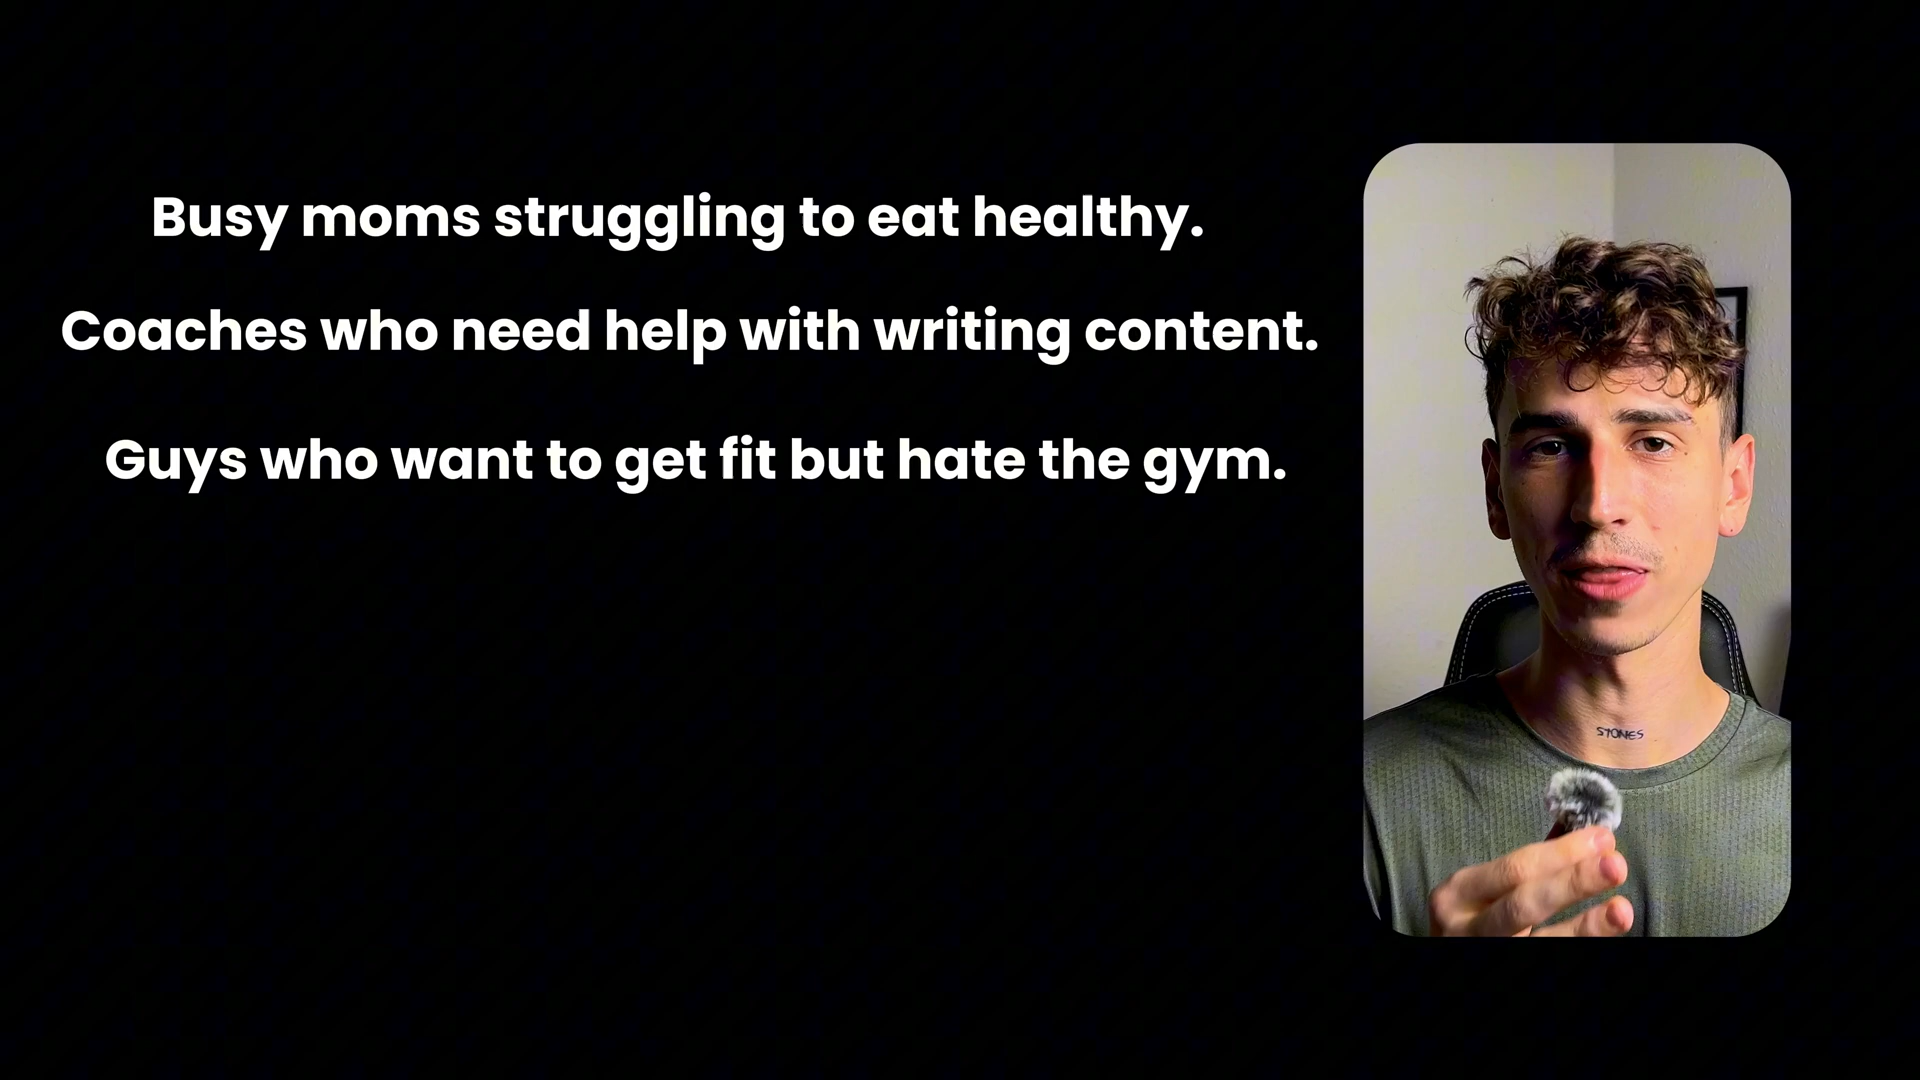 Busy moms struggling to eat healthy.
Coaches who need help with writing content.
Guys who want to get fit but hate the gym.
STONES